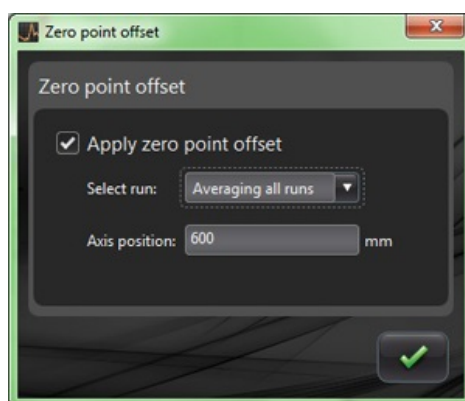 Zero point offset
Zero point offset
Apply zero point offset
Select run: Averaging all runs
Axis position: 600 mm